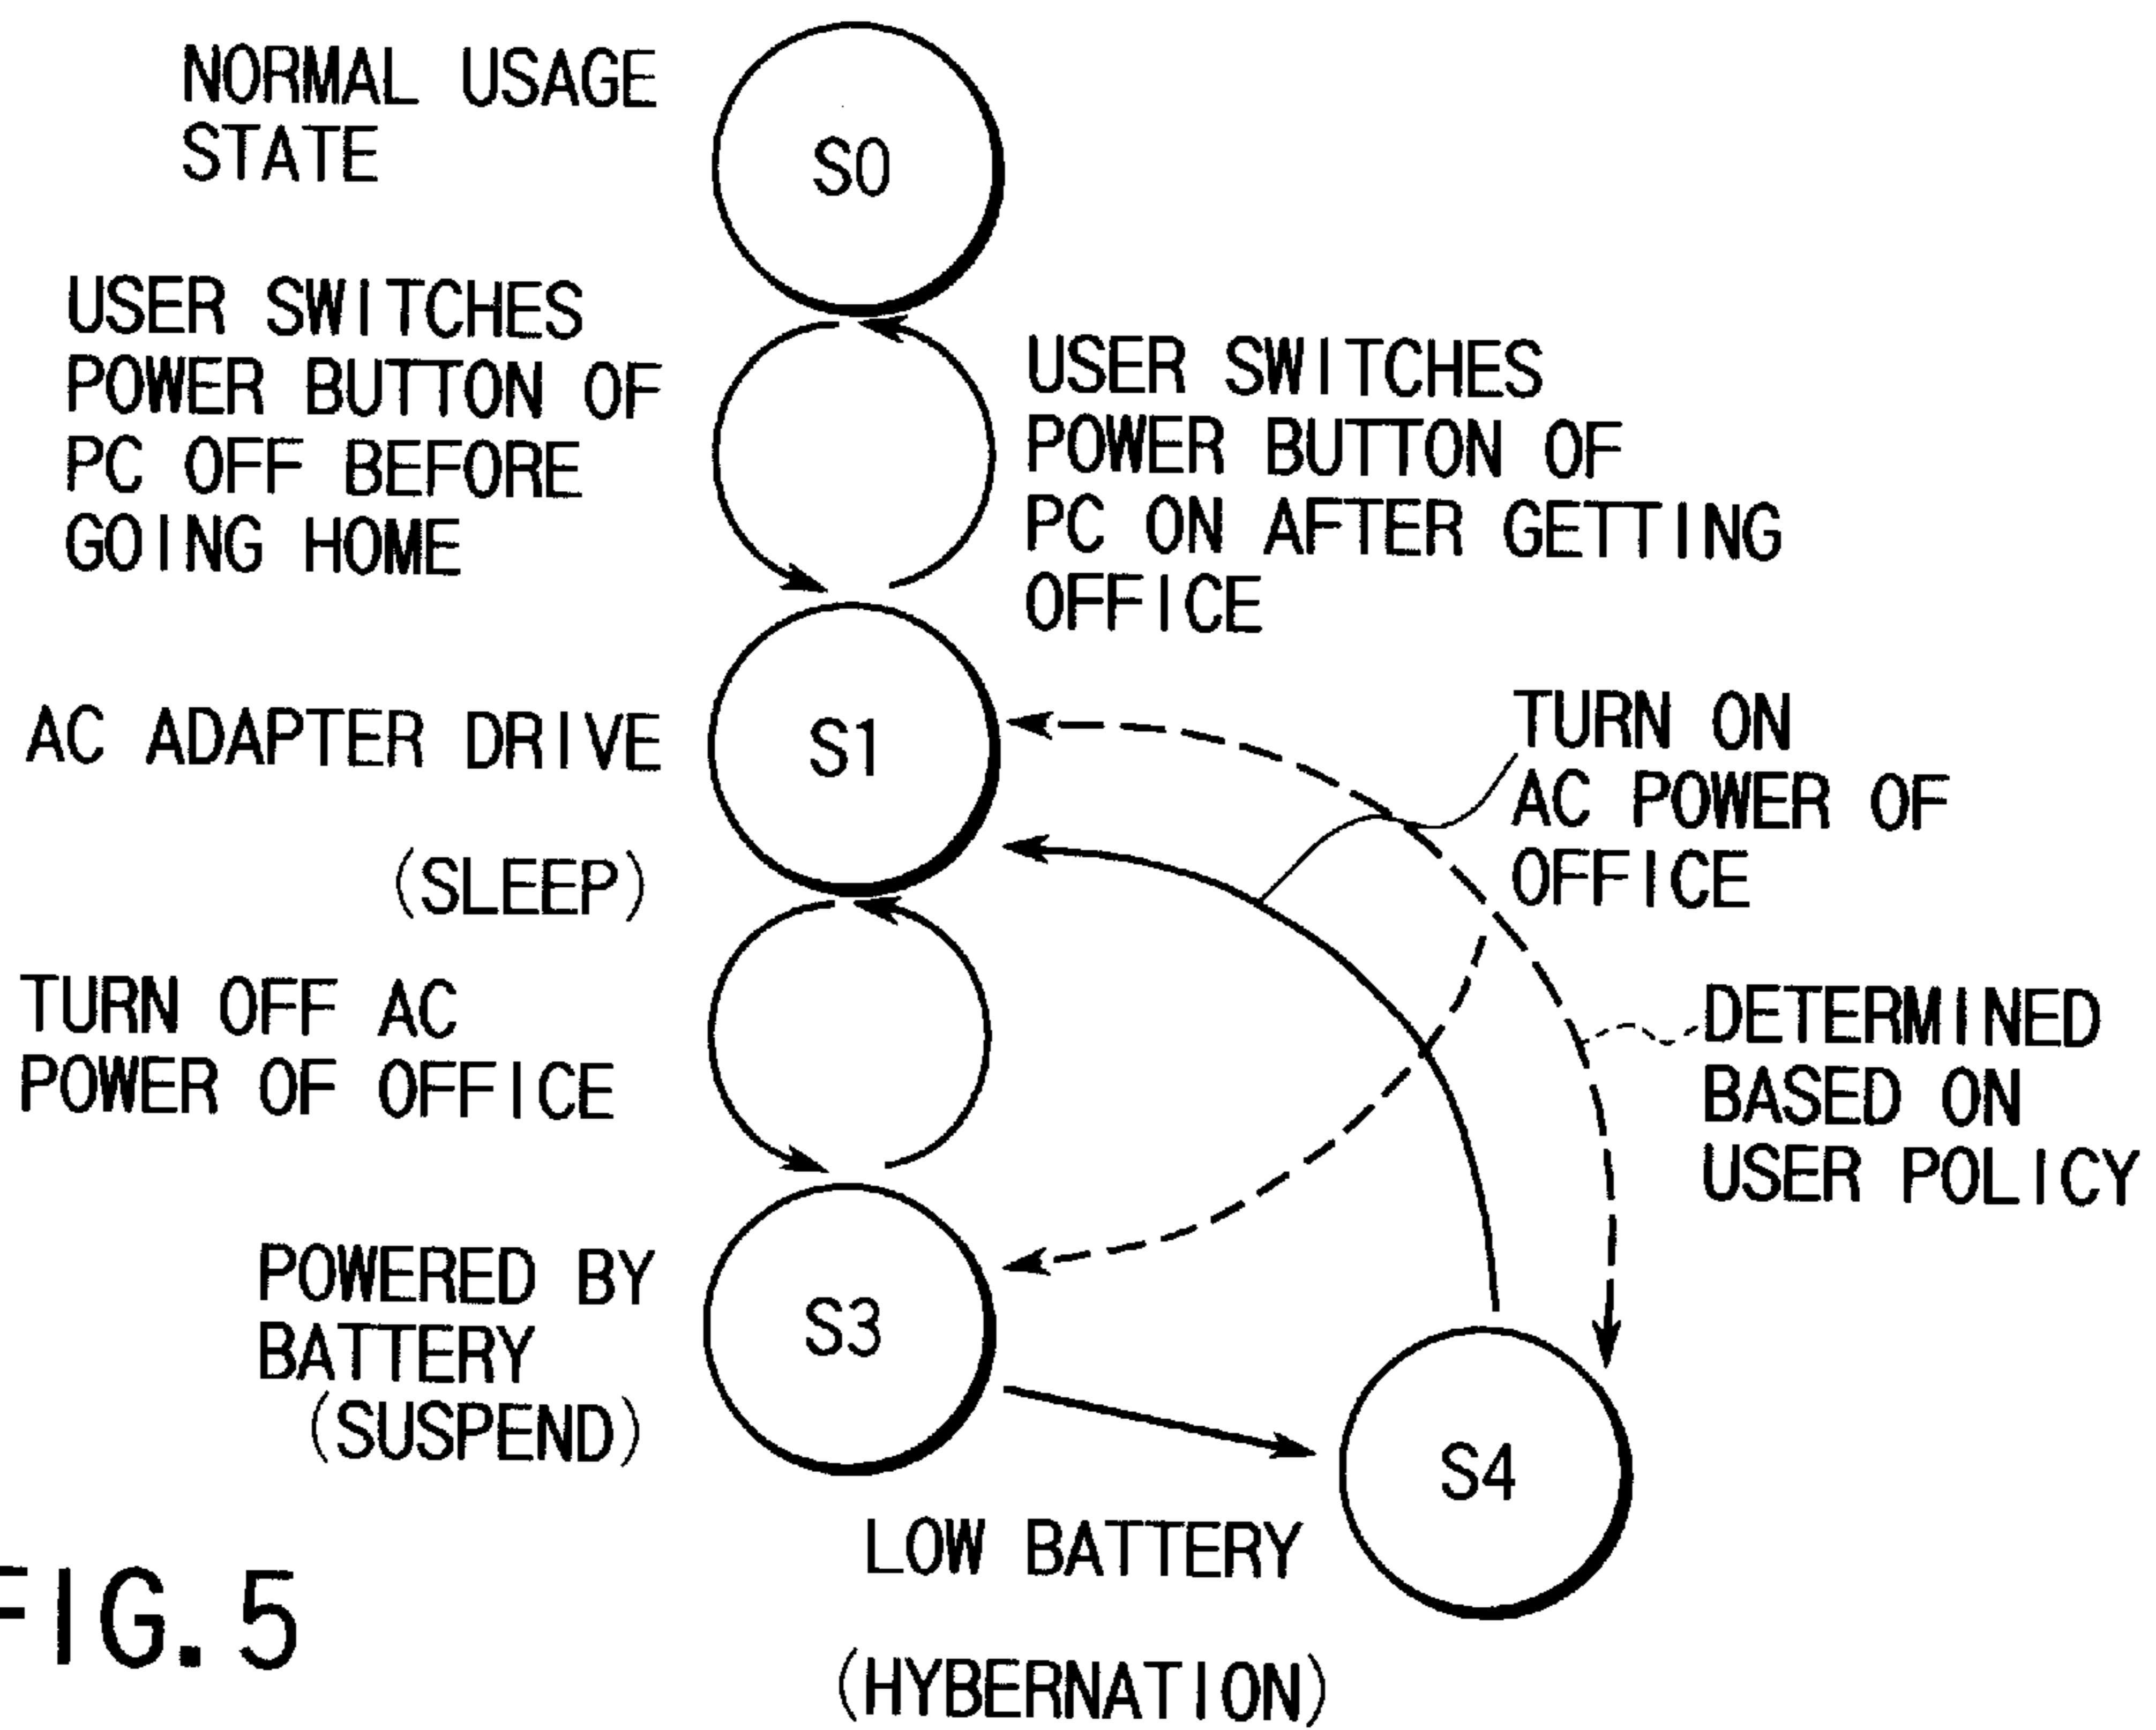 NORMAL USAGE
STATE
S0
USER SWITCHES
POWER BUTTON OF
PC OFF BEFORE
GOING HOME
USER SWITCHES
POWER BUTTON OF
PC ON AFTER GETTING
OFFICE
AC ADAPTER DRIVE
(SLEEP)
S1
TURN ON
AC POWER OF
OFFICE
TURN OFF AC
POWER OF OFFICE
DETERMINED
BASED ON
USER POLICY
POWERED BY
BATTERY
(SUSPEND)
S3
S4
LOW BATTERY
(HYBERNATION)
FIG. 5